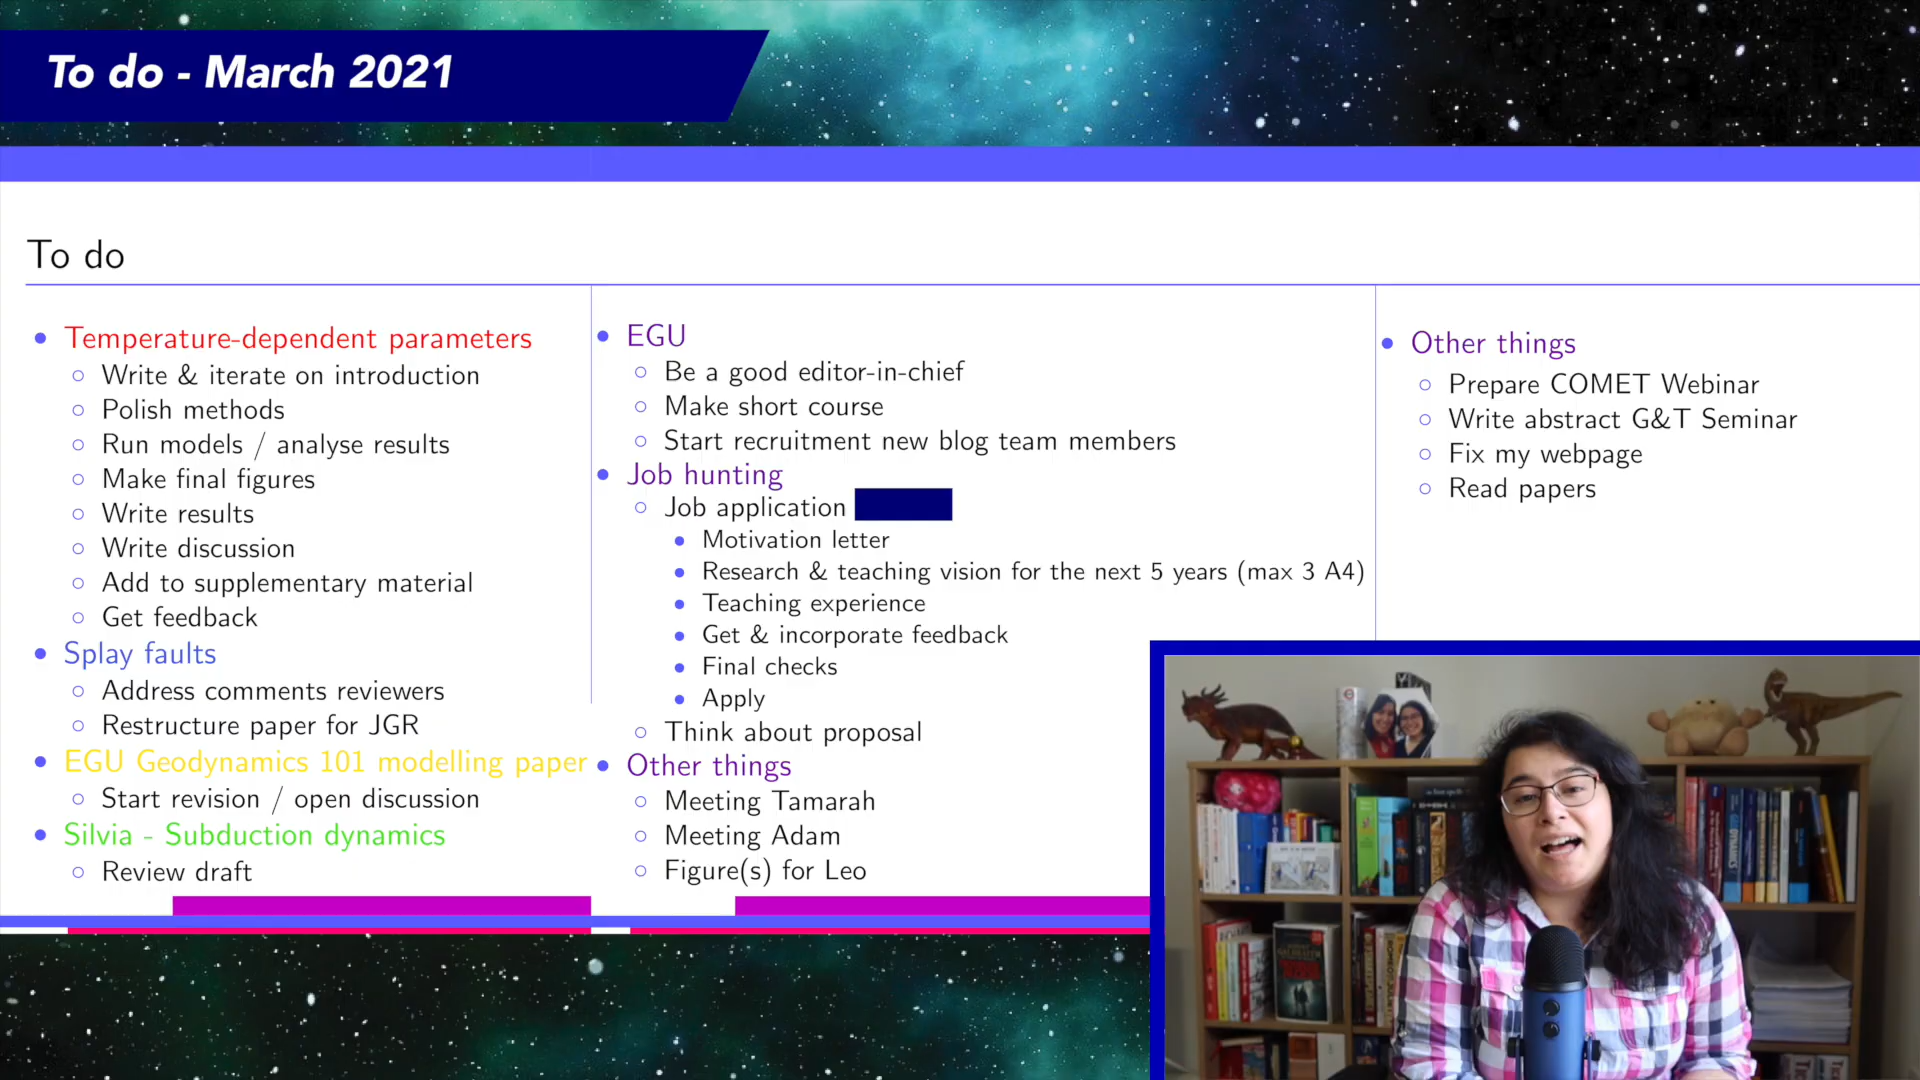 To do - March 2021
To do
Temperature-dependent parameters
Write & iterate on introduction
Polish methods
Run models / analyse results
Make final figures
Write results
Write discussion
Add to supplementary material
Get feedback
Splay faults
Address comments reviewers
Restructure paper for JGR
EGU Geodynamics 101 modelling paper
Start revision / open discussion
Silvia - Subduction dynamics
Review draft
EGU
Be a good editor-in-chief
Make short course
Start recruitment new blog team members
Job hunting
Job application
Motivation letter
Research & teaching vision for the next 5 years (max 3 A4)
Teaching experience
Get & incorporate feedback
Final checks
Apply
Think about proposal
Other things
Meeting Tamarah
Meeting Adam
Figure(s) for Leo
Other things
Prepare COMET Webinar
Write abstract G&T Seminar
Fix my webpage
Read papers